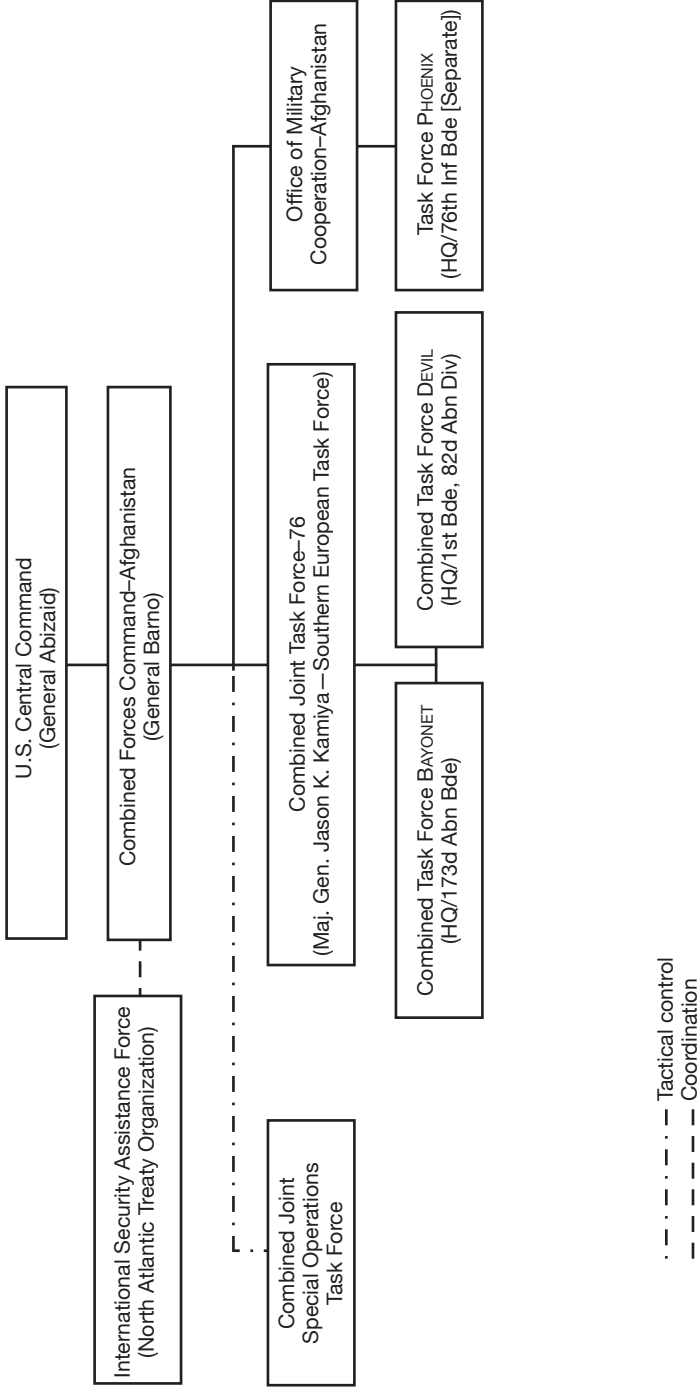 U.S. Central Command
(General Abizaid)
International Security Assistance Force
(North Atlantic Treaty Organization)
Combined Forces Command–Afghanistan
(General Barno)
Combined Joint
Special Operations
Task Force
Combined Joint Task Force–76
(Maj. Gen. Jason K. Kamiya—Southern European Task Force)
Office of Military
Cooperation–Afghanistan
Combined Task Force BAYONET
(HQ/173d Abn Bde)
Combined Task Force DEVIL
(HQ/1st Bde, 82d Abn Div)
Task Force PHOENIX
(HQ/76th Inf Bde [Separate])
Tactical control
Coordination